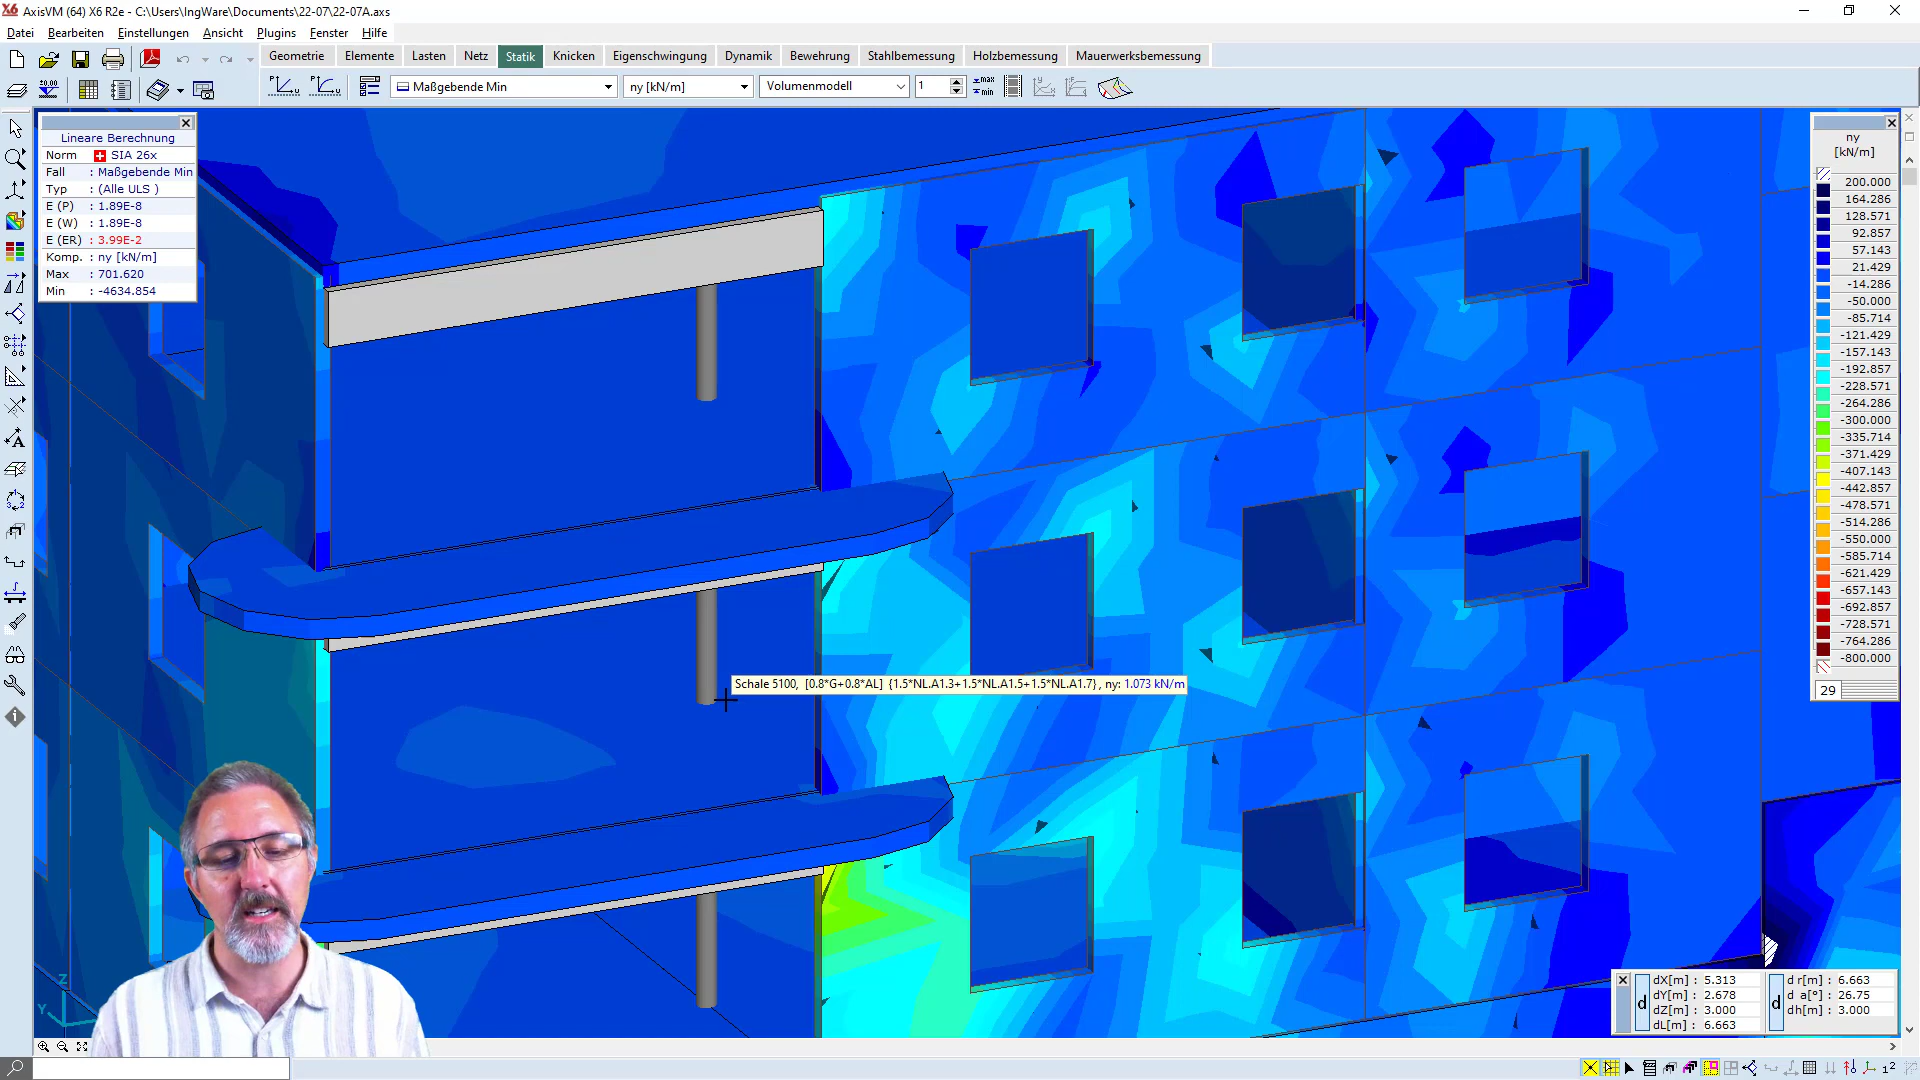 AxisVM (64) X6 R2e - C:\Users\IngWare\Documents\22-07\22-07A.axs
Datei Bearbeiten Einstellungen Ansicht Plugins Fenster Hilfe
Geometrie Elemente Lasten Netz Statik Knicken Eigenschwingung Dynamik Bewehrung Stahlbemessung Holzbemessung Mauerwerksbemessung
Maßgebende Min ny [kN/m] Volumenmodell 1 max min
Lineare Berechnung
Norm SIA 26x
Fall : Maßgebende Min
Typ : (Alle ULS )
E (P) : 1.89E-8
E (W) : 1.89E-8
E (ER) : 3.99E-2
Komp. : ny [kN/m]
Max : 701.620
Min : -4634.854
ny
[kN/m]
200.000
164.286
128.571
92.857
57.143
21.429
-14.286
-50.000
-85.714
-121.429
-157.143
-192.857
-228.571
-264.286
-300.000
-335.714
-371.429
-407.143
-442.857
-478.571
-514.286
-550.000
-585.714
-621.429
-657.143
-692.857
-728.571
-764.286
-800.000
29
Schale 5100, [0.8*G+0.8*AL] {1.5*NL.A1.3+1.5*NL.A1.5+1.5*NL.A1.7}, ny: 1.073 kN/m
Z
Y
d
dX[m] : 5.313
dY[m] : 2.678
dZ[m] : 3.000
dL[m] : 6.663
d
d r[m] : 6.663
d a[°] : 26.75
dh[m] : 3.000